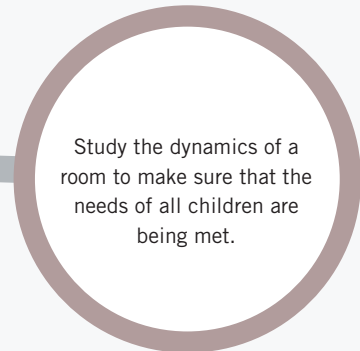 Study the dynamics of a
room to make sure that the
needs of all children are
being met.